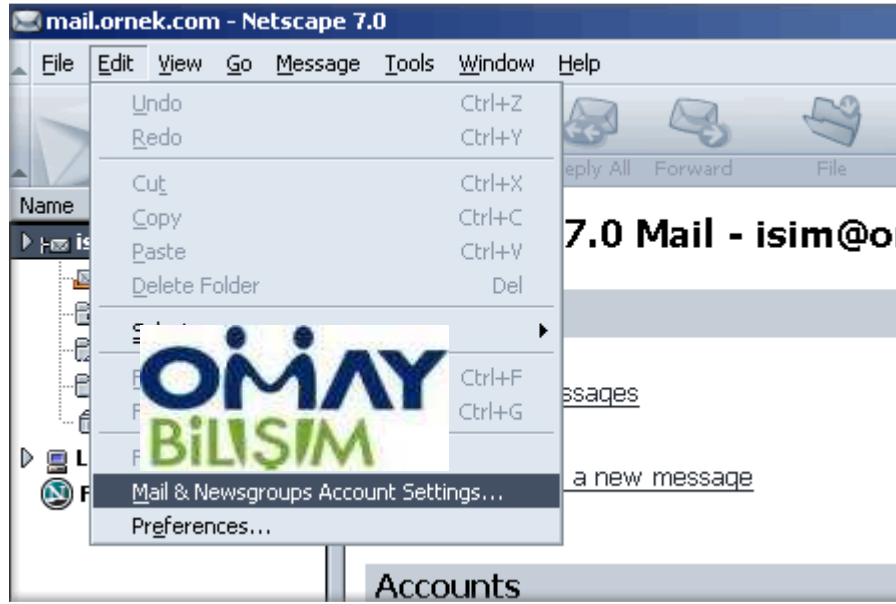 mail.ornek.com - Netscape 7.0
File Edit View Go Message Tools Window Help
Undo Ctrl+Z
Redo Ctrl+Y
Reply All Forward File
Cut Ctrl+X
Name
Copy Ctrl+C
7.0 Mail - isim@o
Paste Ctrl+V
Delete Folder Del
OMAY
BiLiŞiM
Ctrl+F
Ctrl+G
ssages
Mail & Newsgroups Account Settings...
a new message
Preferences...
Accounts